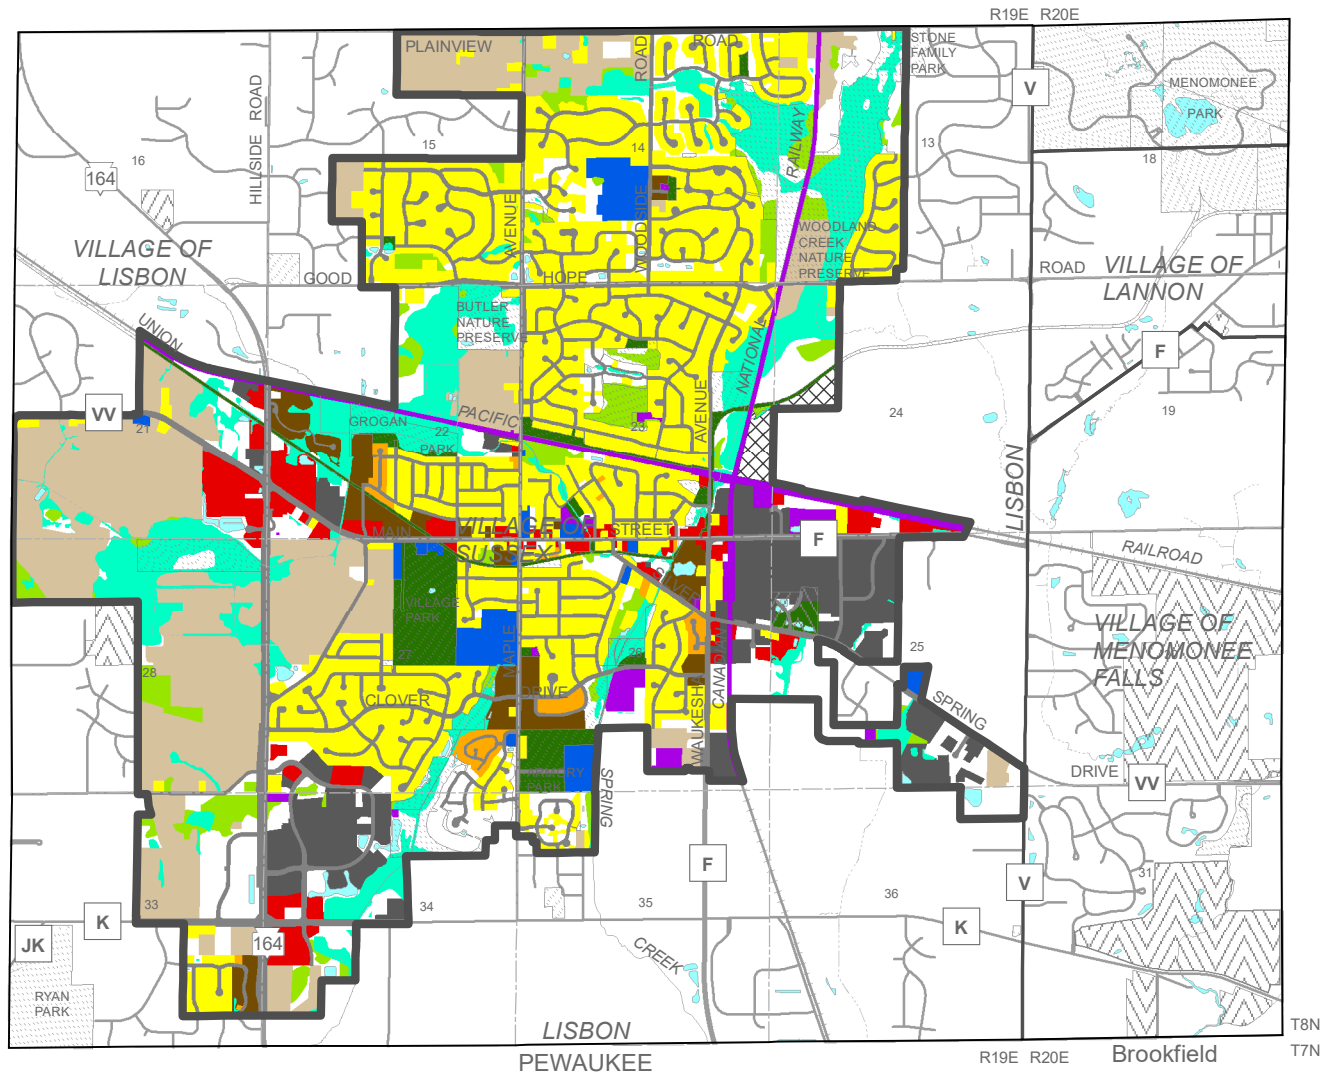 R19E R20E
PLAINVIEW
ROAD
ROAD
STONE
FAMILY
PARK
V
MENOMONEE
PARK
HILLSIDE ROAD
RAILWAY
16
15
14
13
18
164
AVENUE
WOODSIDE
WOODLAND
CREEK
NATURE
PRESERVE
VILLAGE OF
LISBON
GOOD
HOPE
ROAD
VILLAGE OF
LANNON
UNION
BUTLER
NATURE
PRESERVE
NATIONAL
F
VV
PACIFIC
AVENUE
GROGAN
PARK
21
22
23
24
19
LISBON
MAIN
VILLAGE OF
SUSSEX
STREET
F
RAILROAD
SILVER
VILLAGE
PARK
VILLAGE OF
MENOMONEE
FALLS
MAPLE
28
27
26
25
CANADIAN
WAUKESHA
CLOVER
DRIVE
SPRING
SPRING
PARK
DRIVE
VV
F
V
31
33
34
35
36
K
K
JK
164
CREEK
RYAN
PARK
LISBON
PEWAUKEE
R19E R20E
Brookfield
T8N
T7N